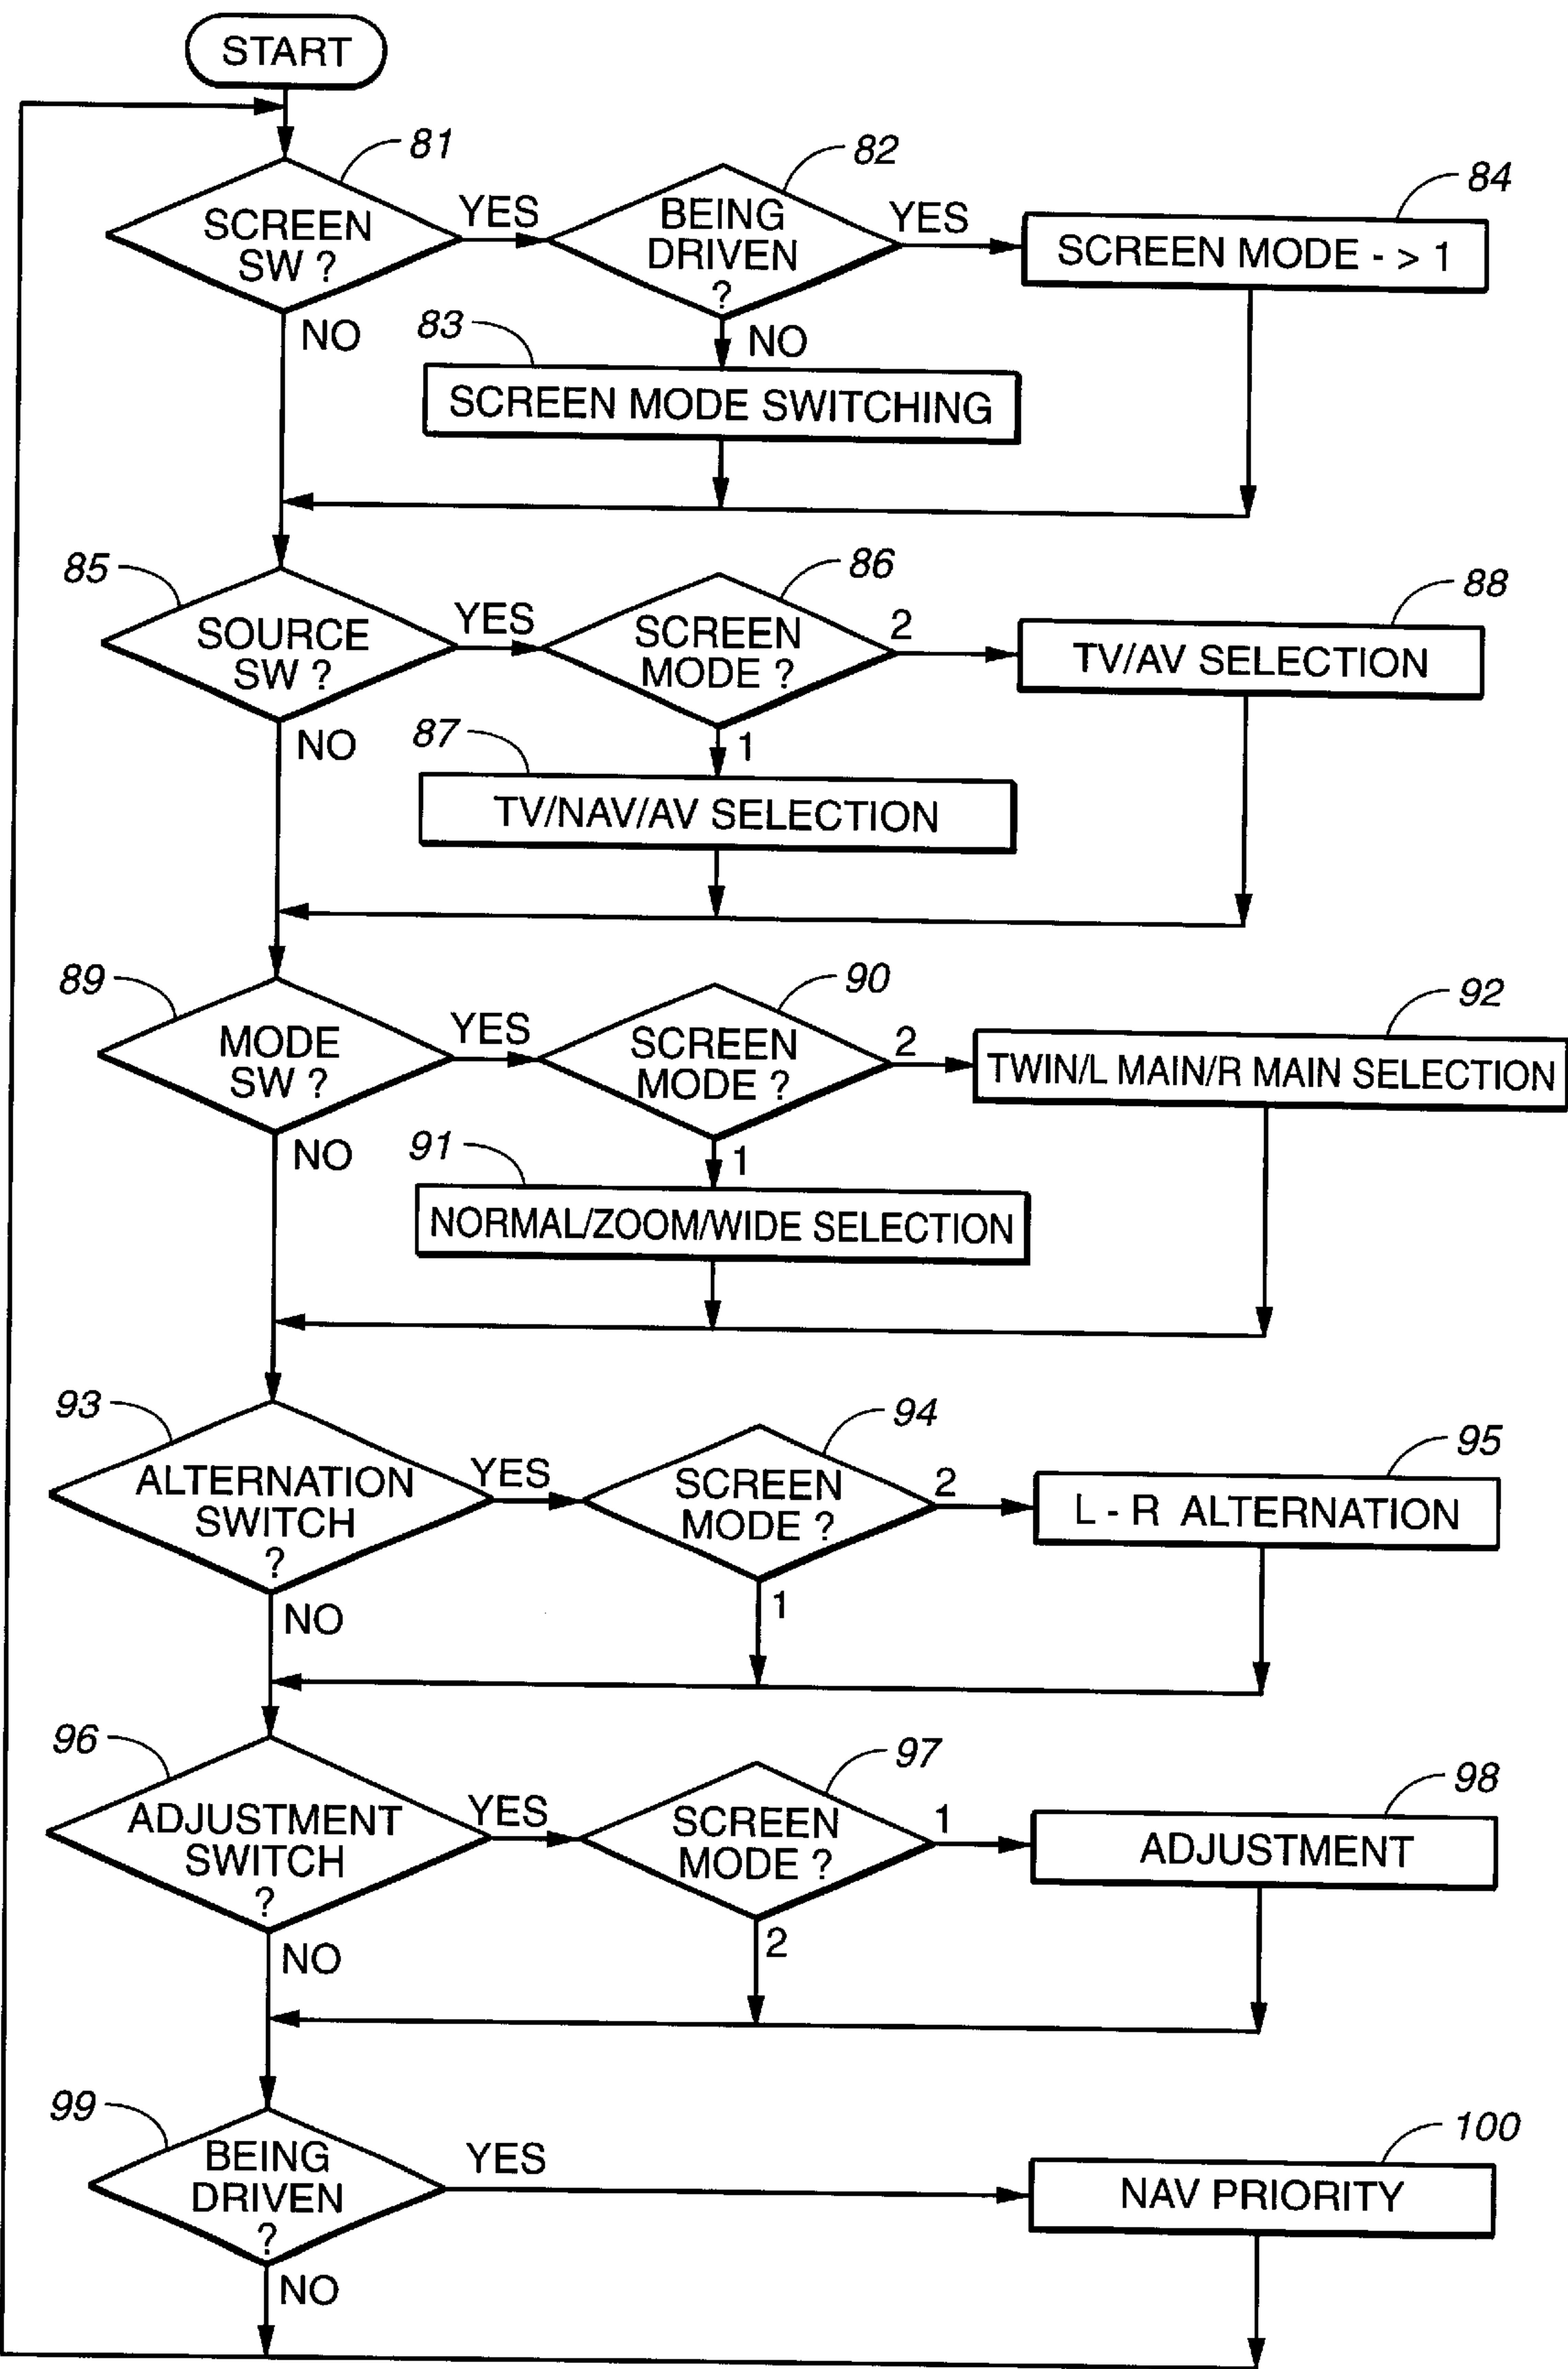 START
81
82
84
SCREEN
SW ?
YES
BEING
DRIVEN
?
YES
SCREEN MODE - > 1
NO
83
NO
SCREEN MODE SWITCHING
85
86
88
SOURCE
SW ?
YES
SCREEN
MODE ?
2
TV/AV SELECTION
NO
87
1
TV/NAV/AV SELECTION
89
90
92
MODE
SW ?
YES
SCREEN
MODE ?
2
TWIN/L MAIN/R MAIN SELECTION
NO
91
1
NORMAL/ZOOM/WIDE SELECTION
93
94
95
ALTERNATION
SWITCH
?
YES
SCREEN
MODE ?
2
L - R ALTERNATION
NO
1
96
97
98
ADJUSTMENT
SWITCH
?
YES
SCREEN
MODE ?
1
ADJUSTMENT
NO
2
99
100
BEING
DRIVEN
?
YES
NAV PRIORITY
NO